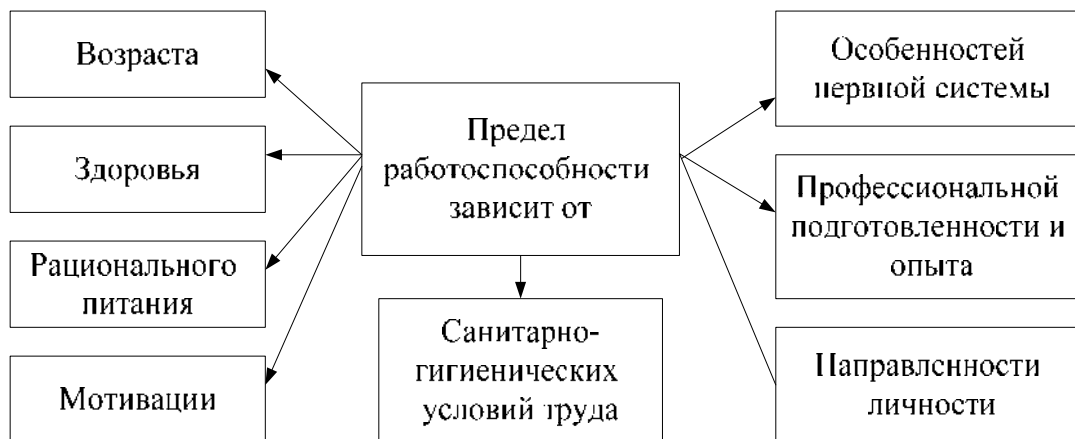 Возраста
Здоровья
Рационального
питания
Мотивации
Предел
работоспособности
зависит от
Санитарно-
гигиенических
условий труда
Особенностей
нервной системы
Профессиональной
подготовленности и
опыта
Направленности
личности